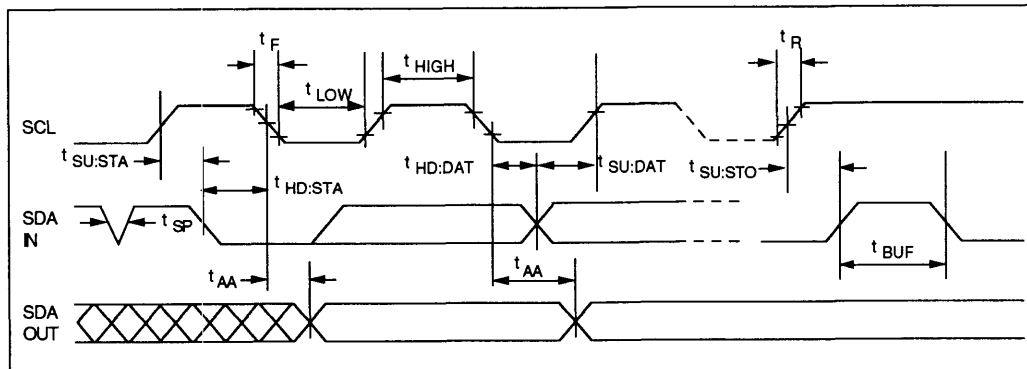 t F
t R
t LOW
t HIGH
SCL
t SU:STA
t HD:STA
t HD:DAT
t SU:DAT
t SU:STO
SDA
IN
t SP
t BUF
t AA
t AA
SDA
OUT